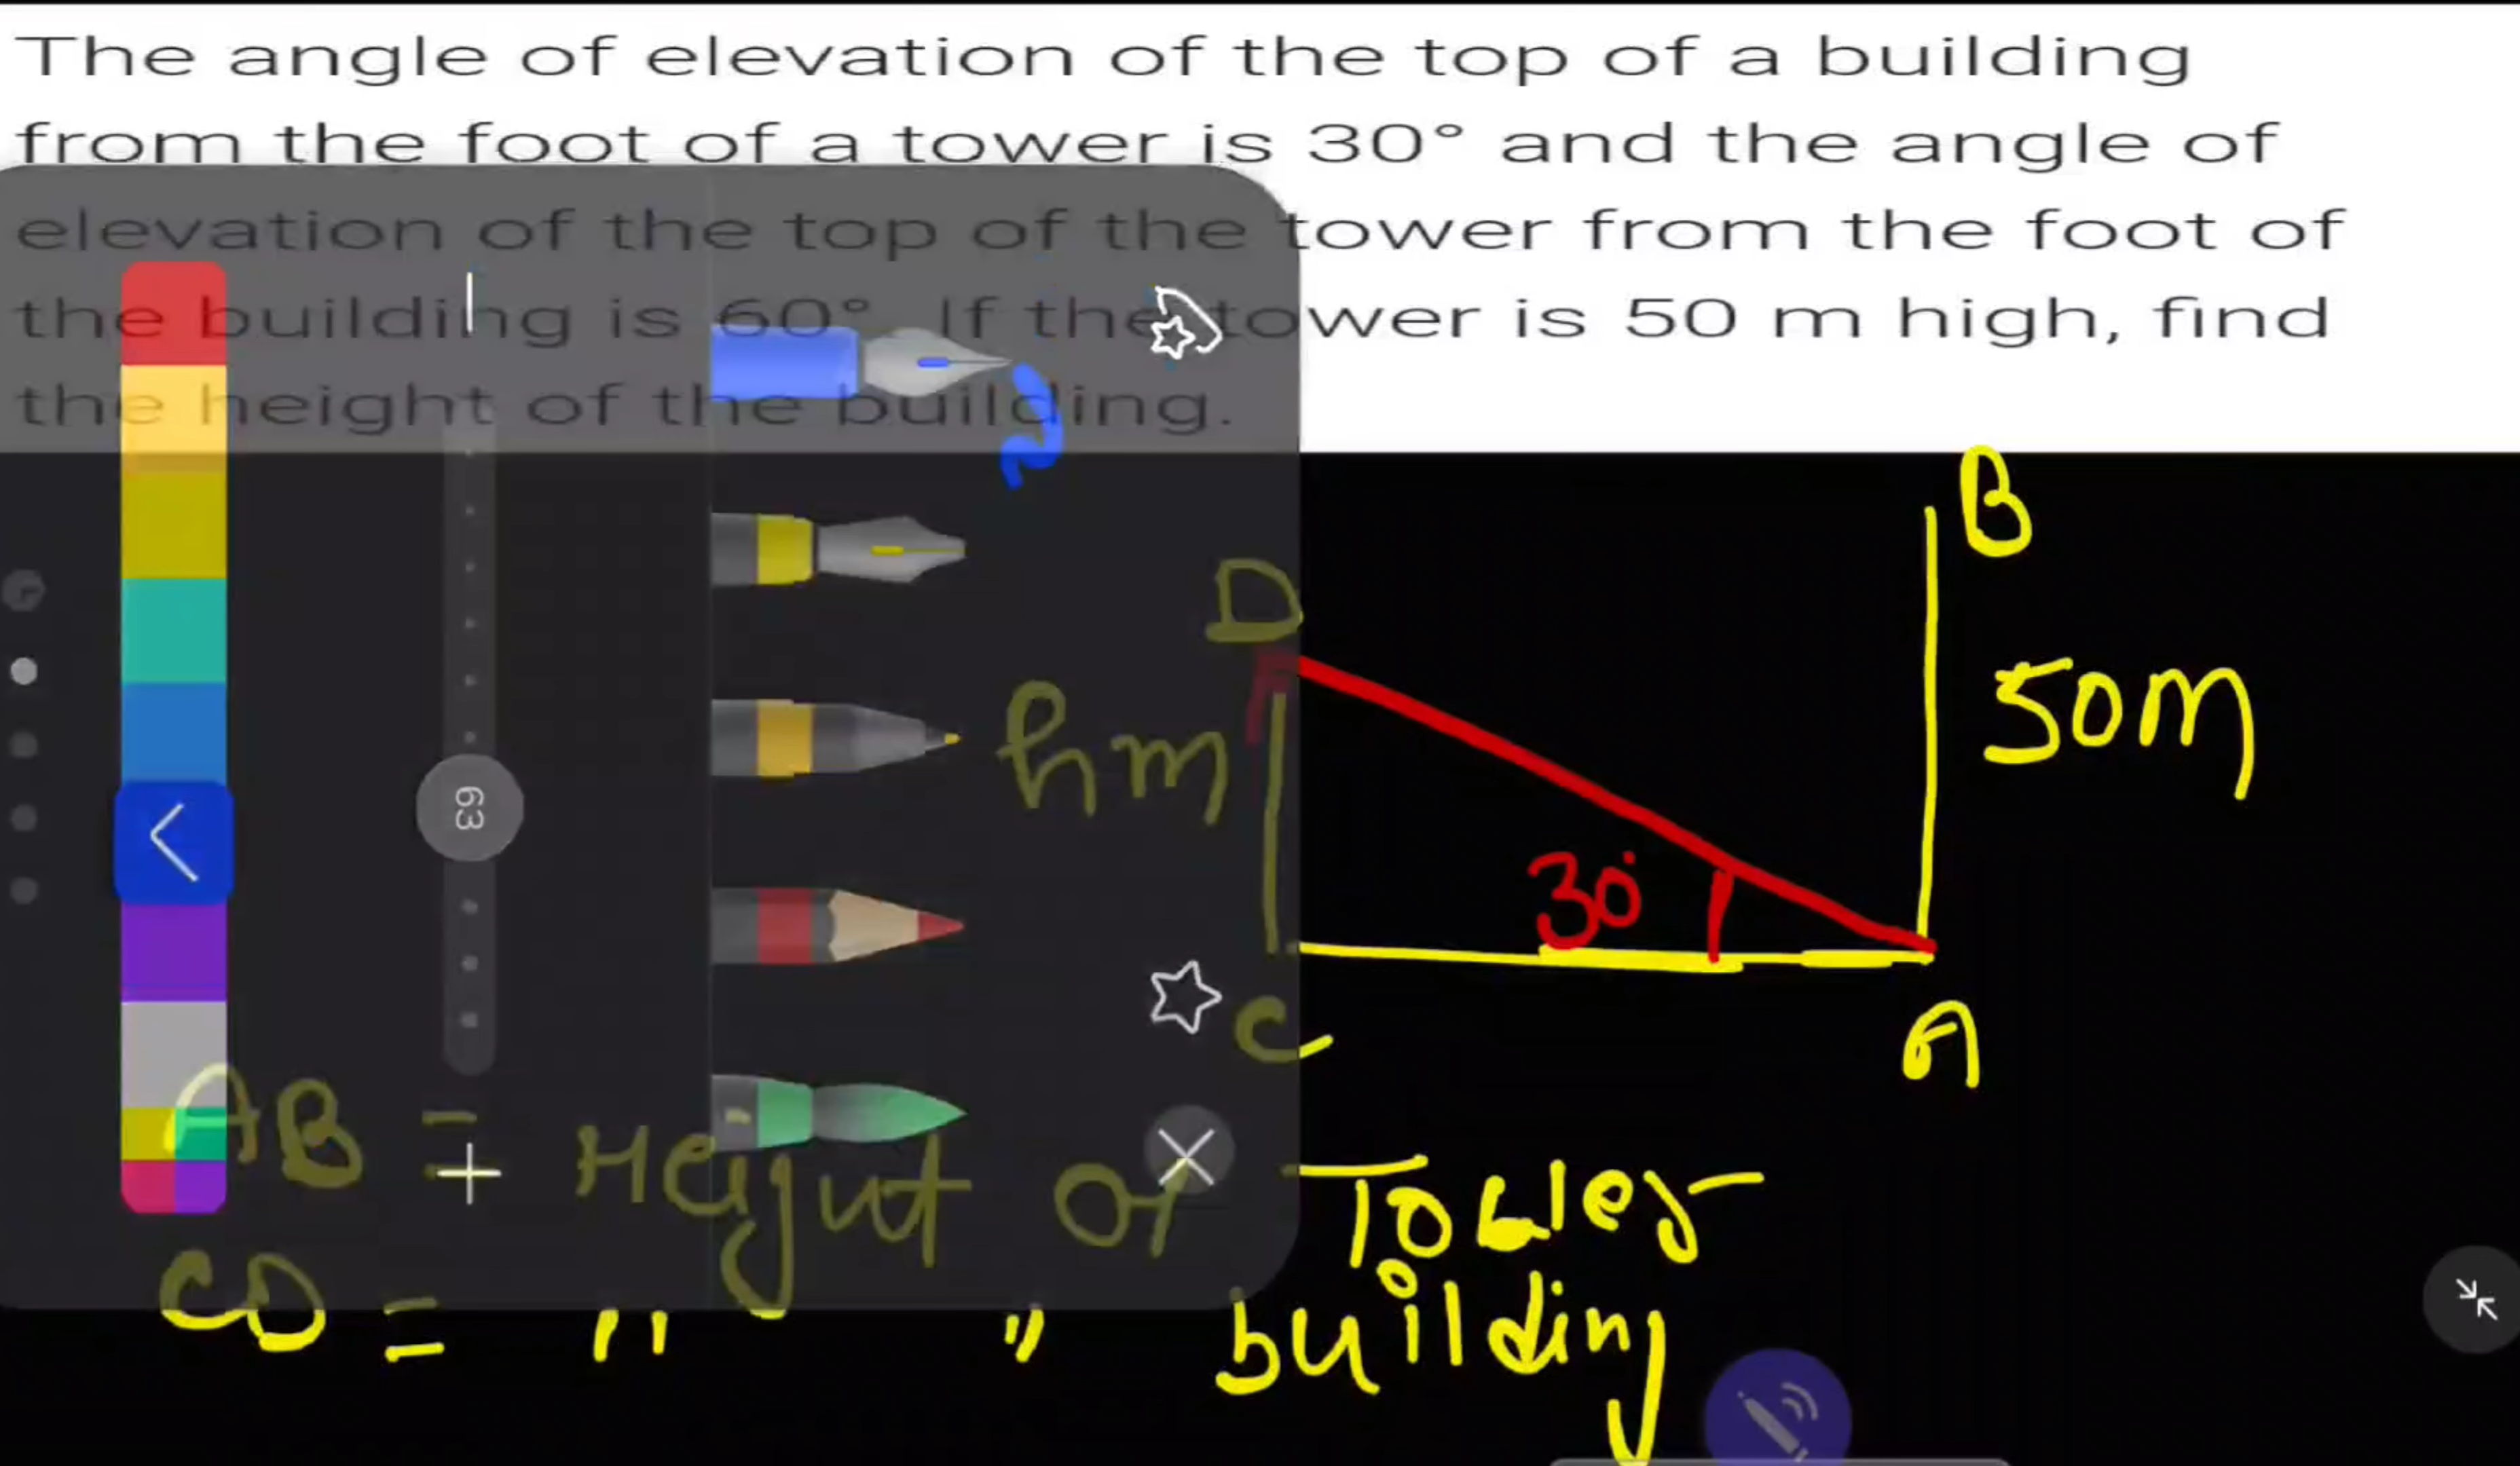 The angle of elevation of the top of a building
from the foot of a tower is 30° and the angle of
elevation of the top of the tower from the foot of
the building is 60°. If the tower is 50 m high, find
the height of the building.
B
D
hm
50m
30°
63
C
A
AB = Height of Tower
CD = " " building